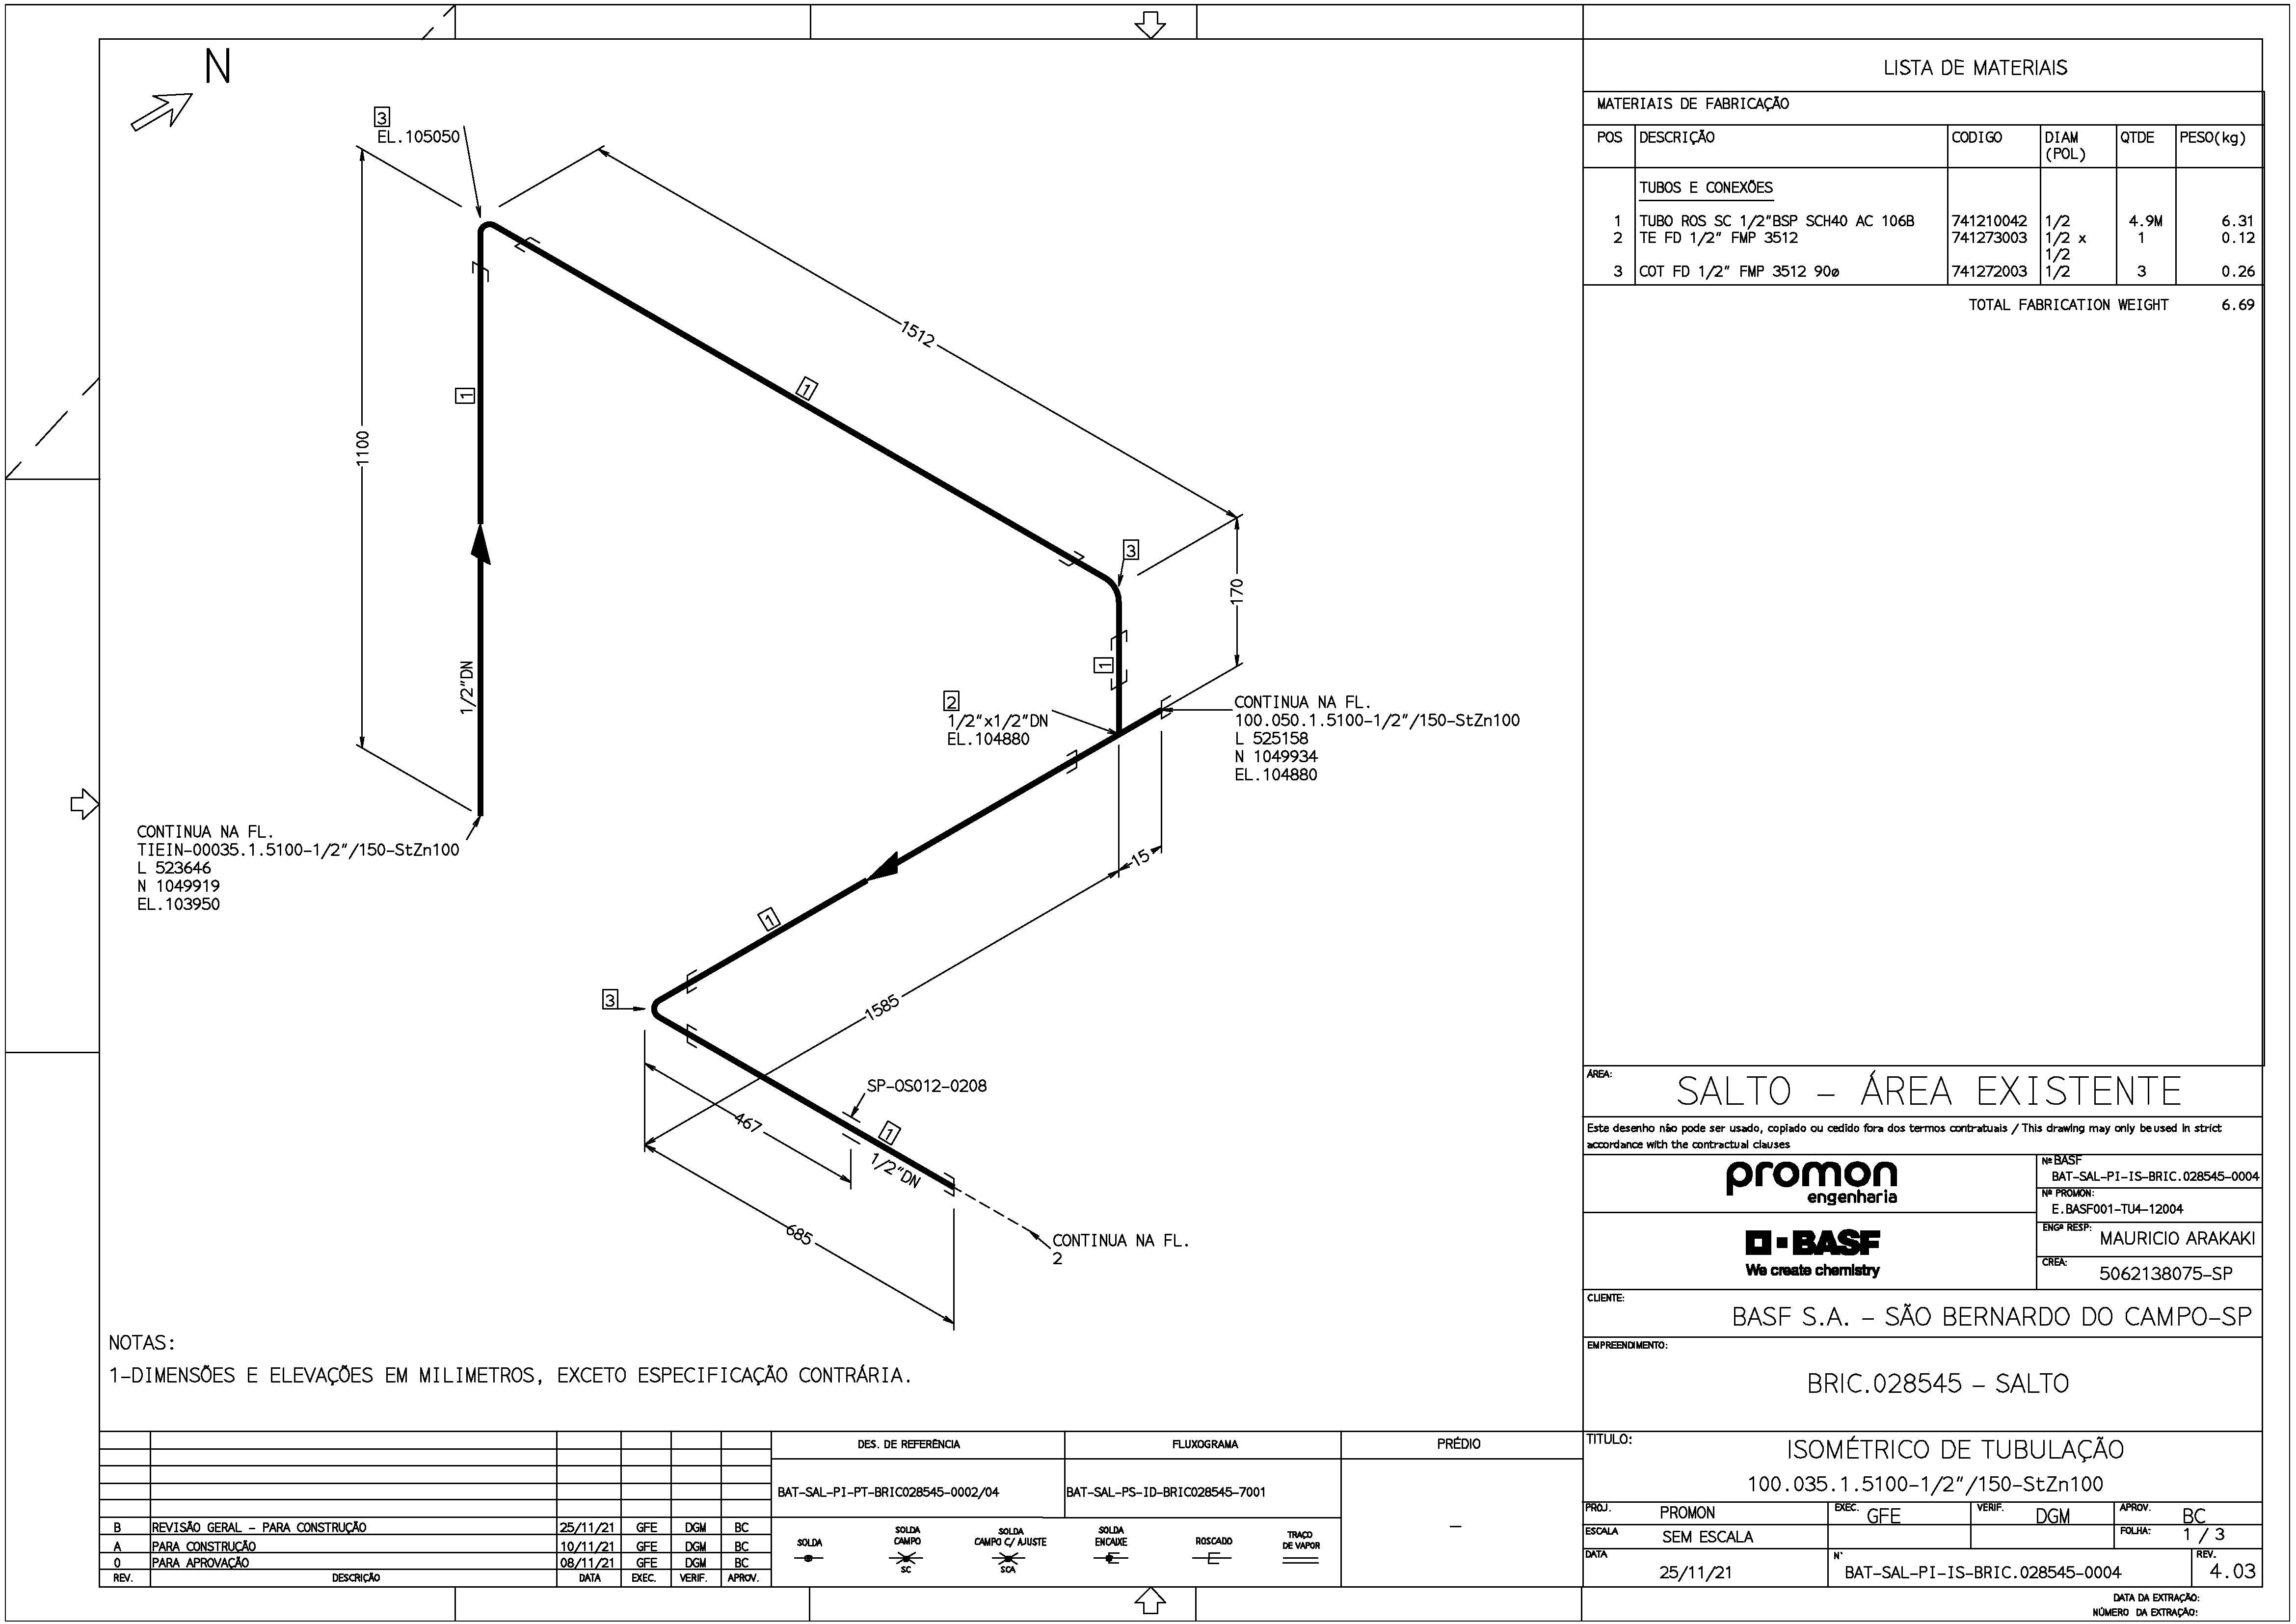 N
3
EL.105050
1512
1100
1
1
3
170
1
1/2"DN
2
1/2"x1/2"DN
EL.104880
CONTINUA NA FL.
100.050.1.5100-1/2"/150-StZn100
L 525158
N 1049934
EL.104880
CONTINUA NA FL.
TIEIN-00035.1.5100-1/2"/150-StZn100
L 523646
N 1049919
EL.103950
15
1
3
1585
SP-OS012-0208
467
1
1/2"DN
685
CONTINUA NA FL.
2
NOTAS:
1-DIMENSÕES E ELEVAÇÕES EM MILIMETROS, EXCETO ESPECIFICAÇÃO CONTRÁRIA.
LISTA DE MATERIAIS
MATERIAIS DE FABRICAÇÃO
POS DESCRIÇÃO CODIGO DIAM (POL) QTDE PESO(kg)
TUBOS E CONEXÕES
1 TUBO ROS SC 1/2"BSP SCH40 AC 106B 741210042 1/2 4.9M 6.31
2 TE FD 1/2" FMP 3512 741273003 1/2 x 1 0.12
1/2
3 COT FD 1/2" FMP 3512 90ø 741272003 1/2 3 0.26
TOTAL FABRICATION WEIGHT 6.69
ÁREA:
SALTO - ÁREA EXISTENTE
Este desenho não pode ser usado, copiado ou cedido fora dos termos contratuais / This drawing may only be used in strict
accordance with the contractual clauses
promon
engenharia
Nº BASF
BAT-SAL-PI-IS-BRIC.028545-0004
Nº PROMON:
E.BASF001-TU4-12004
BASF
We create chemistry
ENGº RESP:
MAURICIO ARAKAKI
CREA:
5062138075-SP
CLIENTE:
BASF S.A. - SÃO BERNARDO DO CAMPO-SP
EMPREENDIMENTO:
BRIC.028545 - SALTO
TITULO:
ISOMÉTRICO DE TUBULAÇÃO
100.035.1.5100-1/2"/150-StZn100
PROJ. PROMON EXEC. GFE VERIF. DGM APROV. BC
ESCALA SEM ESCALA FOLHA: 1 / 3
DATA 25/11/21 N° BAT-SAL-PI-IS-BRIC.028545-0004 REV. 4.03
DATA DA EXTRAÇÃO:
NÚMERO DA EXTRAÇÃO:
B REVISÃO GERAL - PARA CONSTRUÇÃO 25/11/21 GFE DGM BC
A PARA CONSTRUÇÃO 10/11/21 GFE DGM BC
0 PARA APROVAÇÃO 08/11/21 GFE DGM BC
REV. DESCRIÇÃO DATA EXEC. VERIF. APROV.
DES. DE REFERÊNCIA FLUXOGRAMA PRÉDIO
BAT-SAL-PI-PT-BRIC028545-0002/04 BAT-SAL-PS-ID-BRIC028545-7001 -
SOLDA
SOLDA CAMPO
SC
SOLDA CAMPO C/ AJUSTE
SCA
SOLDA ENCAIXE
ROSCADO
TRAÇO DE VAPOR